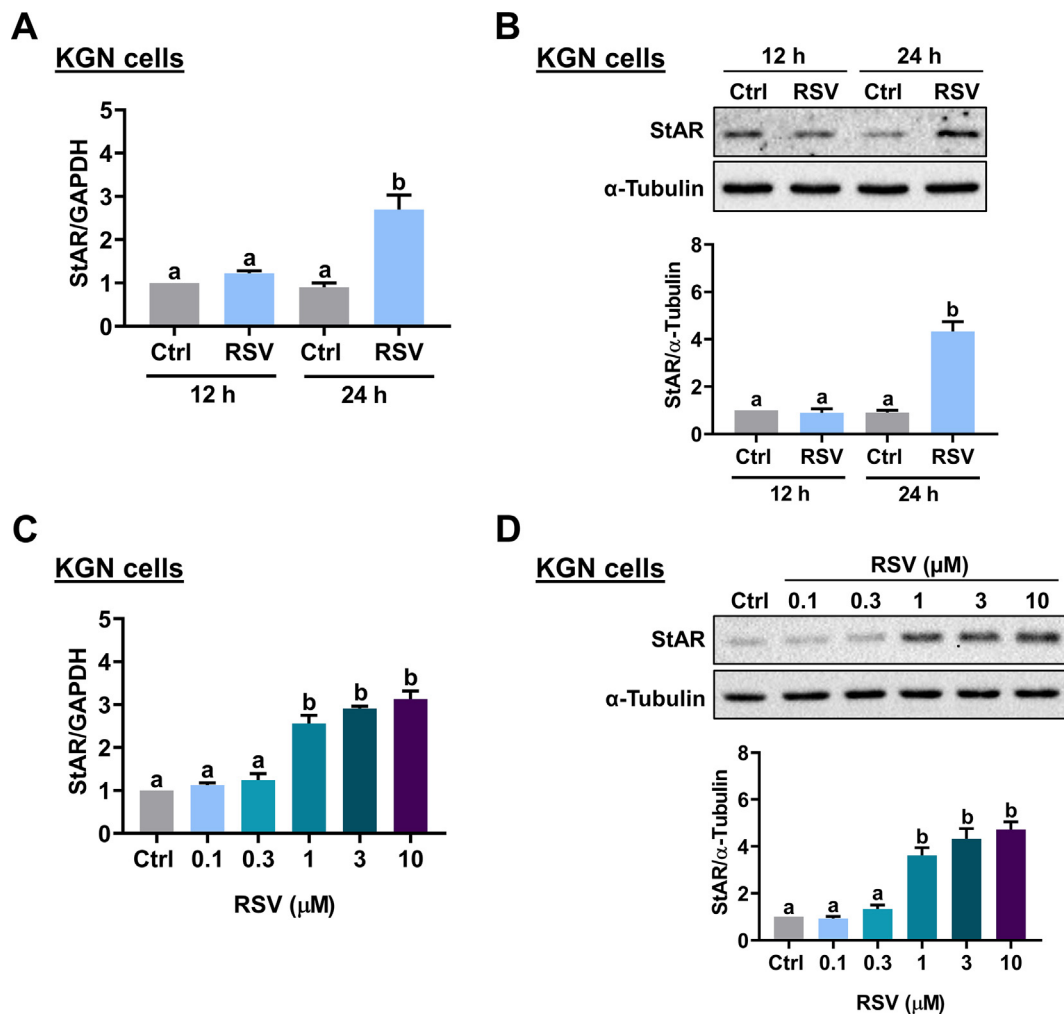 A
KGN cells
StAR/GAPDH
5
4
3
2
1
0
a
a
a
b
Ctrl
RSV
Ctrl
RSV
12 h
24 h
B
KGN cells
12 h
24 h
Ctrl
RSV
Ctrl
RSV
StAR
α-Tubulin
StAR/α-Tubulin
8
6
4
2
0
a
a
a
b
Ctrl
RSV
Ctrl
RSV
12 h
24 h
C
KGN cells
StAR/GAPDH
5
4
3
2
1
0
a
a
a
b
b
b
Ctrl
0.1
0.3
1
3
10
RSV (μM)
D
KGN cells
RSV (μM)
Ctrl
0.1
0.3
1
3
10
StAR
α-Tubulin
StAR/α-Tubulin
8
6
4
2
0
a
a
a
b
b
b
Ctrl
0.1
0.3
1
3
10
RSV (μM)